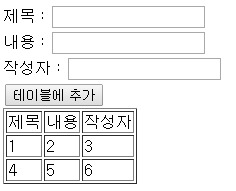 제목 :
내용 :
작성자 :
테이블에 추가
제목 내용 작성자
1 2 3
4 5 6